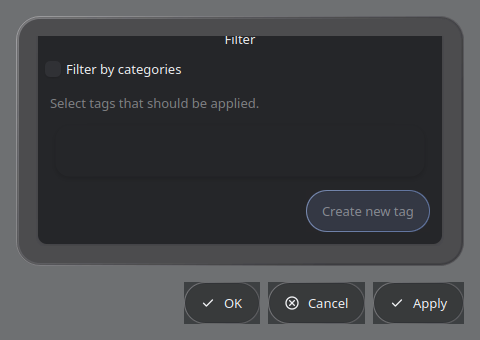 Filter
Filter by categories
Select tags that should be applied.
Create new tag
OK
Cancel
Apply